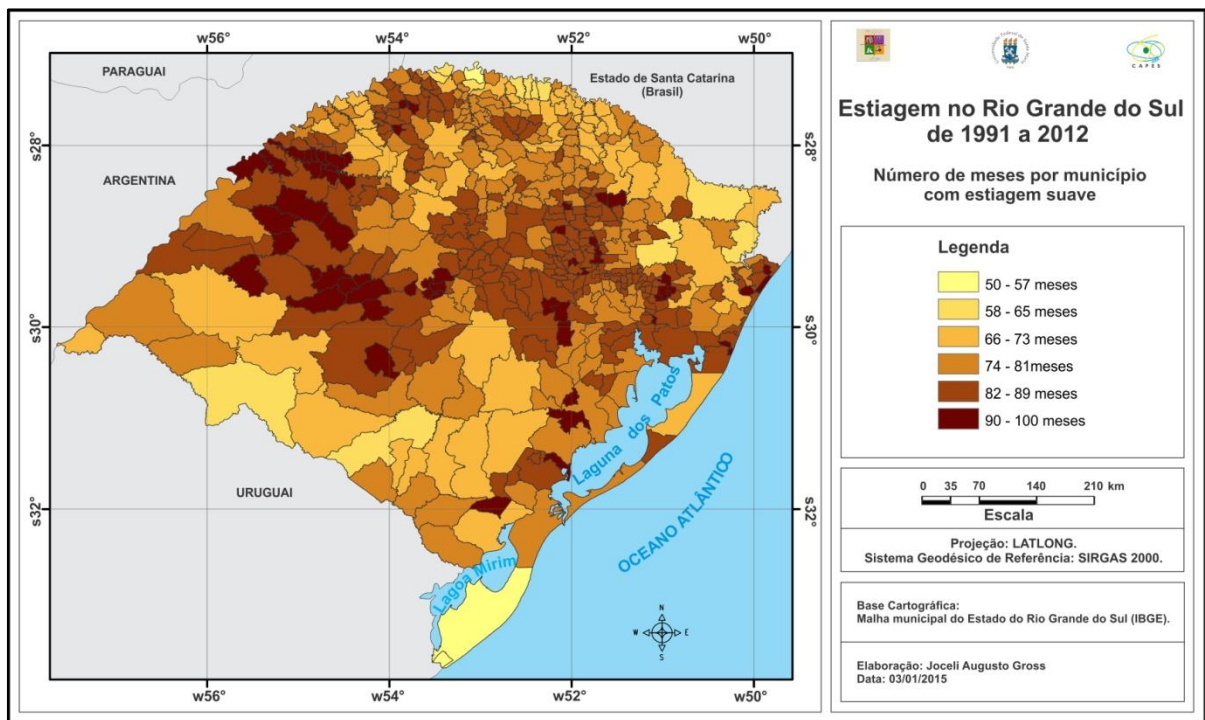 w56°
w54°
w52°
w50°
PARAGUAI
Estado de Santa Catarina
(Brasil)
s28°
s28°
ARGENTINA
s30°
s30°
Laguna dos Patos
URUGUAI
OCEANO ATLÂNTICO
s32°
s32°
Lagoa Mirim
N
W
E
S
w56°
w54°
w52°
w50°
CAPES
Estiagem no Rio Grande do Sul
de 1991 a 2012
Número de meses por município
com estiagem suave
Legenda
50 - 57 meses
58 - 65 meses
66 - 73 meses
74 - 81meses
82 - 89 meses
90 - 100 meses
0 35 70 140 210 km
Escala
Projeção: LATLONG.
Sistema Geodésico de Referência: SIRGAS 2000.
Base Cartográfica:
Malha municipal do Estado do Rio Grande do Sul (IBGE).
Elaboração: Joceli Augusto Gross
Data: 03/01/2015